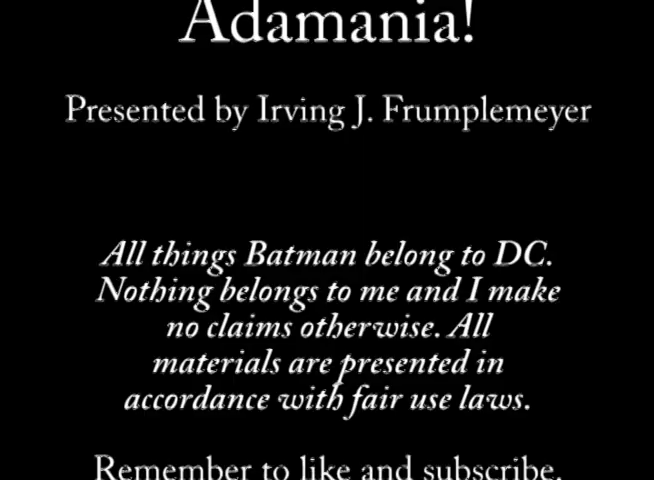 Adamania!
Presented by Irving J. Frumplemeyer
All things Batman belong to DC.
Nothing belongs to me and I make
no claims otherwise. All
materials are presented in
accordance with fair use laws.
Remember to like and subscribe.